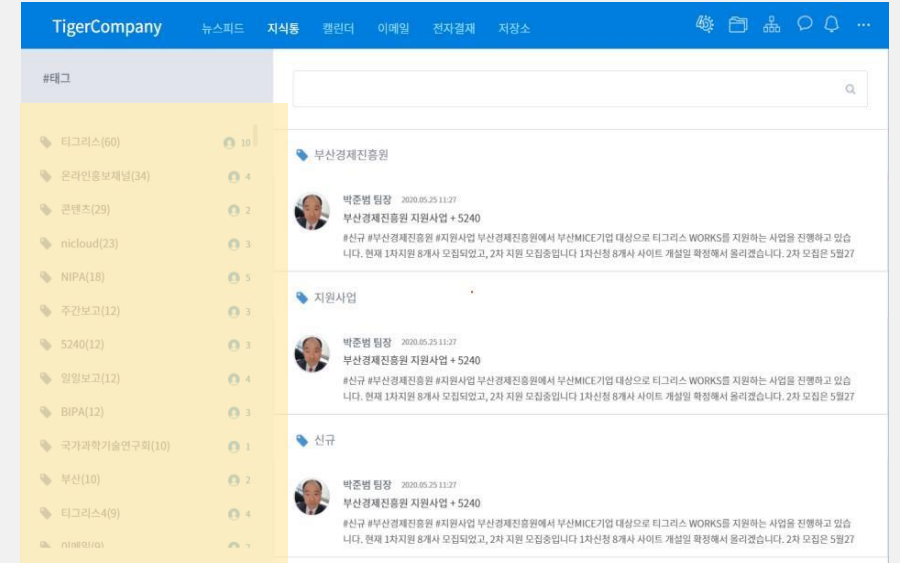 TigerCompany 뉴스피드 지식통 캘린더 이메일 전자결재 저장소
#태그
티그리스(60) 10
온라인홍보채널(34) 4
콘텐츠(29) 2
nicloud(23) 3
NIPA(18) 5
주간보고(12) 3
5240(12) 3
일일보고(12) 4
BIPA(12) 3
국가과학기술연구회(10) 1
부산(10) 2
티그리스4(9) 4
이메일(9)
부산경제진흥원
박준범 팀장 2020.05.25 11:27
부산경제진흥원 지원사업 + 5240
#신규 #부산경제진흥원 #지원사업 부산경제진흥원에서 부산MICE기업 대상으로 티그리스 WORKS를 지원하는 사업을 진행하고 있습
니다. 현재 1차지원 8개사 모집되었고, 2차 지원 모집중입니다 1차신청 8개사 사이트 개설일 확정해서 올리겠습니다. 2차 모집은 5월27
지원사업
박준범 팀장 2020.05.25 11:27
부산경제진흥원 지원사업 + 5240
#신규 #부산경제진흥원 #지원사업 부산경제진흥원에서 부산MICE기업 대상으로 티그리스 WORKS를 지원하는 사업을 진행하고 있습
니다. 현재 1차지원 8개사 모집되었고, 2차 지원 모집중입니다 1차신청 8개사 사이트 개설일 확정해서 올리겠습니다. 2차 모집은 5월27
신규
박준범 팀장 2020.05.25 11:27
부산경제진흥원 지원사업 + 5240
#신규 #부산경제진흥원 #지원사업 부산경제진흥원에서 부산MICE기업 대상으로 티그리스 WORKS를 지원하는 사업을 진행하고 있습
니다. 현재 1차지원 8개사 모집되었고, 2차 지원 모집중입니다 1차신청 8개사 사이트 개설일 확정해서 올리겠습니다. 2차 모집은 5월27